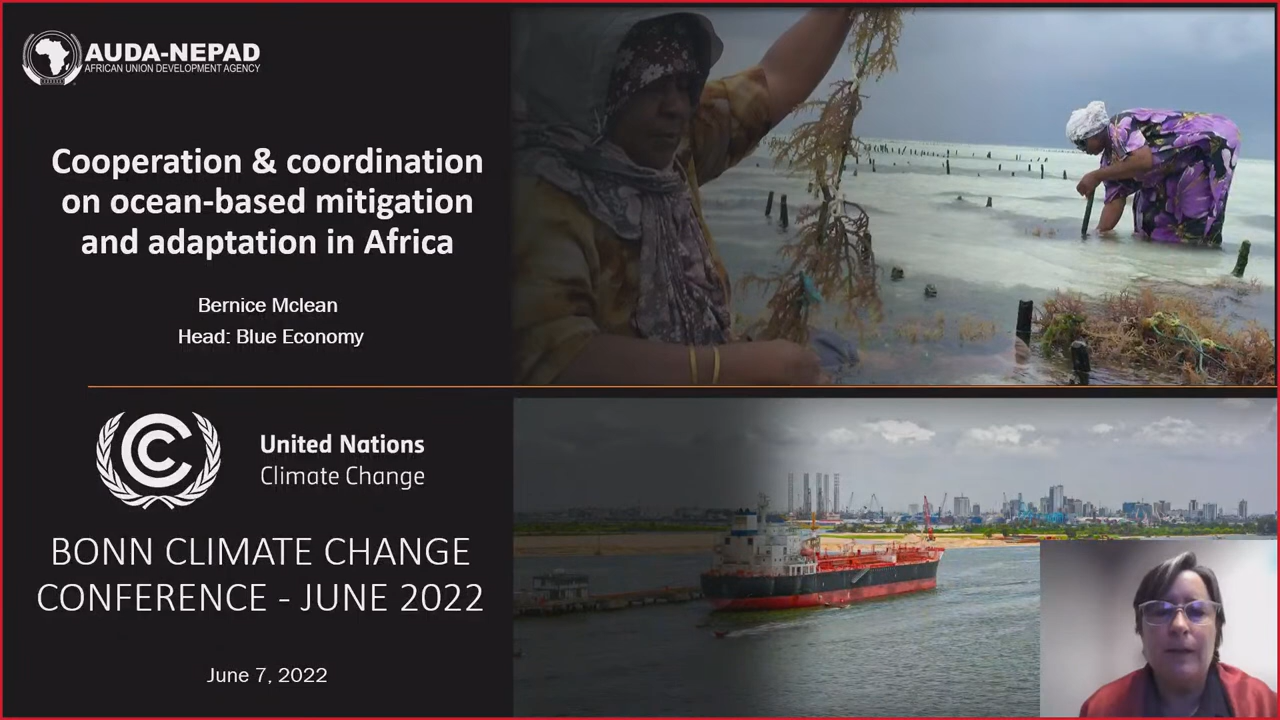 AUDA-NEPAD
AFRICAN UNION DEVELOPMENT AGENCY
Cooperation & coordination
on ocean-based mitigation
and adaptation in Africa
Bernice Mclean
Head: Blue Economy
United Nations
Climate Change
BONN CLIMATE CHANGE
CONFERENCE - JUNE 2022
June 7, 2022